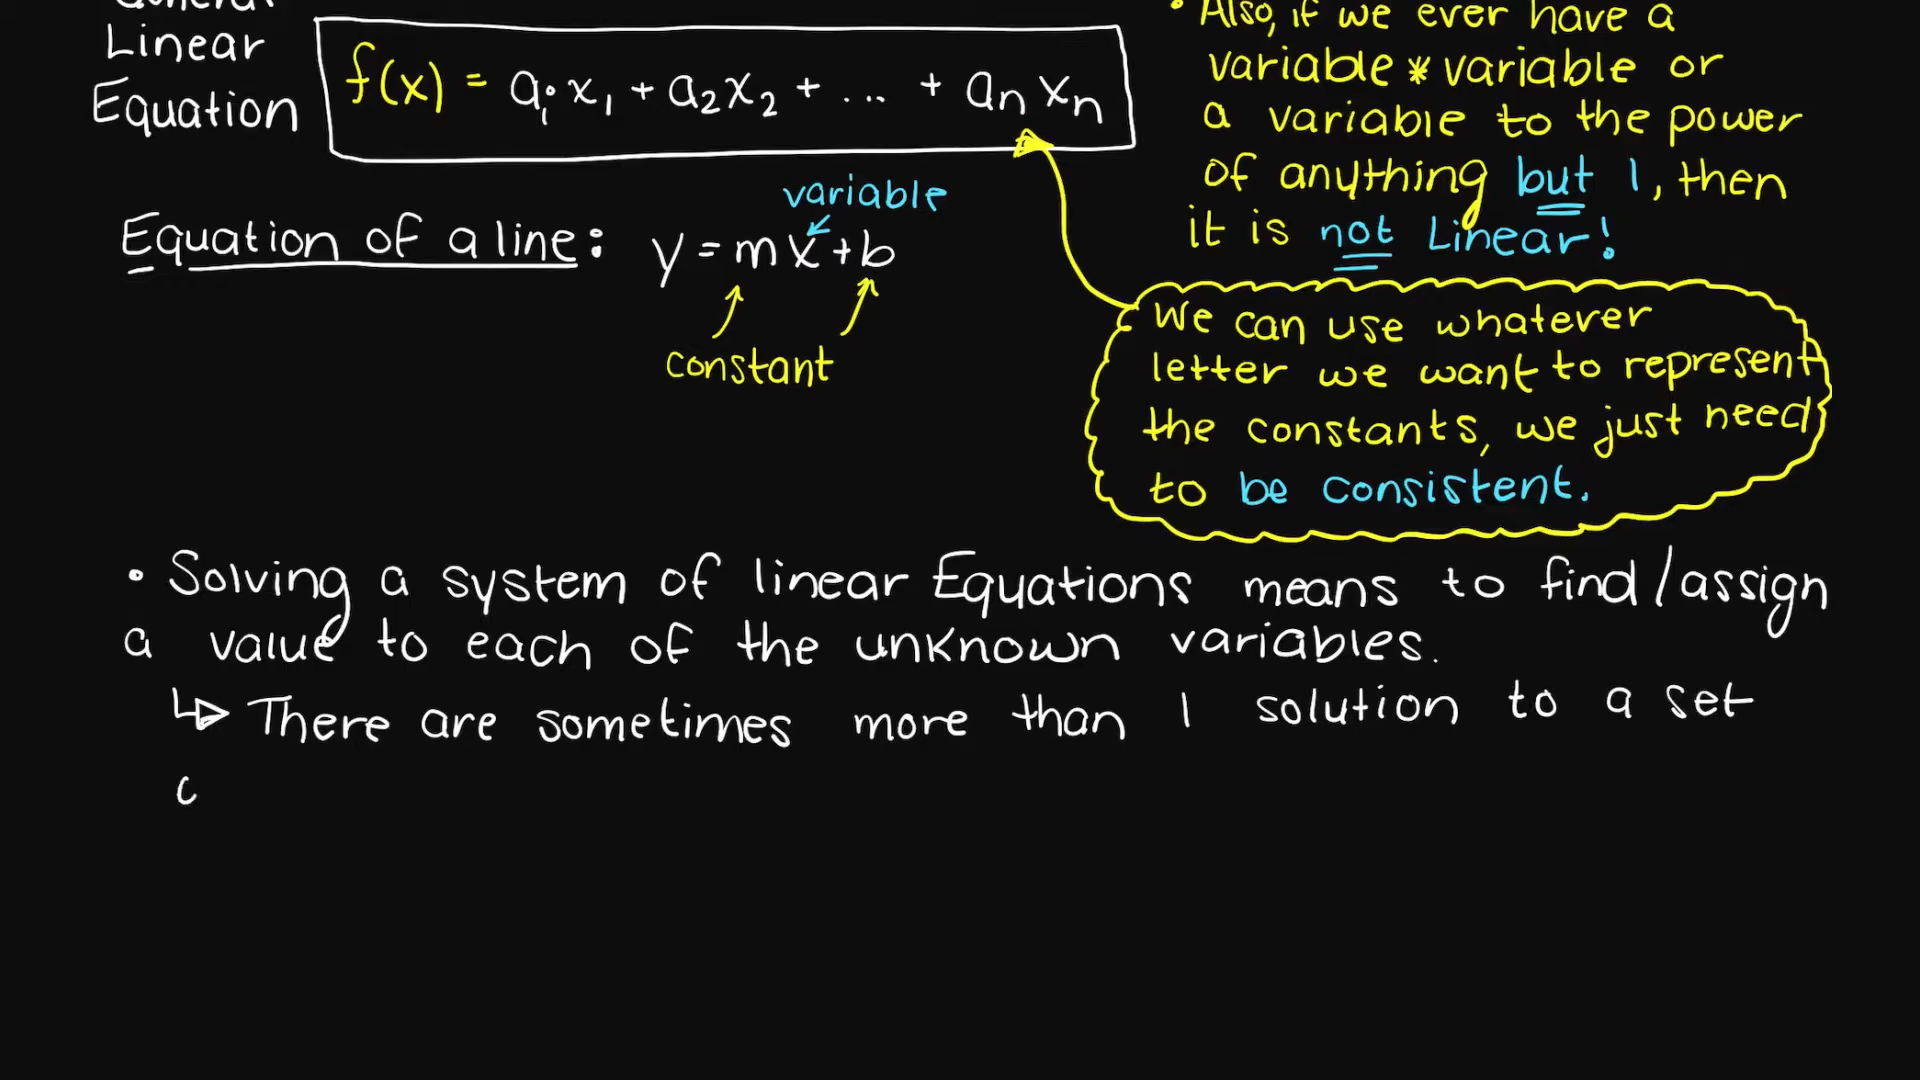 General
Linear
Equation
f(x) = a₁·x₁ + a₂x₂ + ... + aₙxₙ
variable
Equation of a line: y = mx + b
constant
• Also, if we ever have a
variable * variable or
a variable to the power
of anything but 1, then
it is not Linear!
We can use whatever
letter we want to represent
the constants, we just need
to be consistent.
• Solving a system of linear Equations means to find/assign
a value to each of the unknown variables.
↳ There are sometimes more than 1 solution to a set